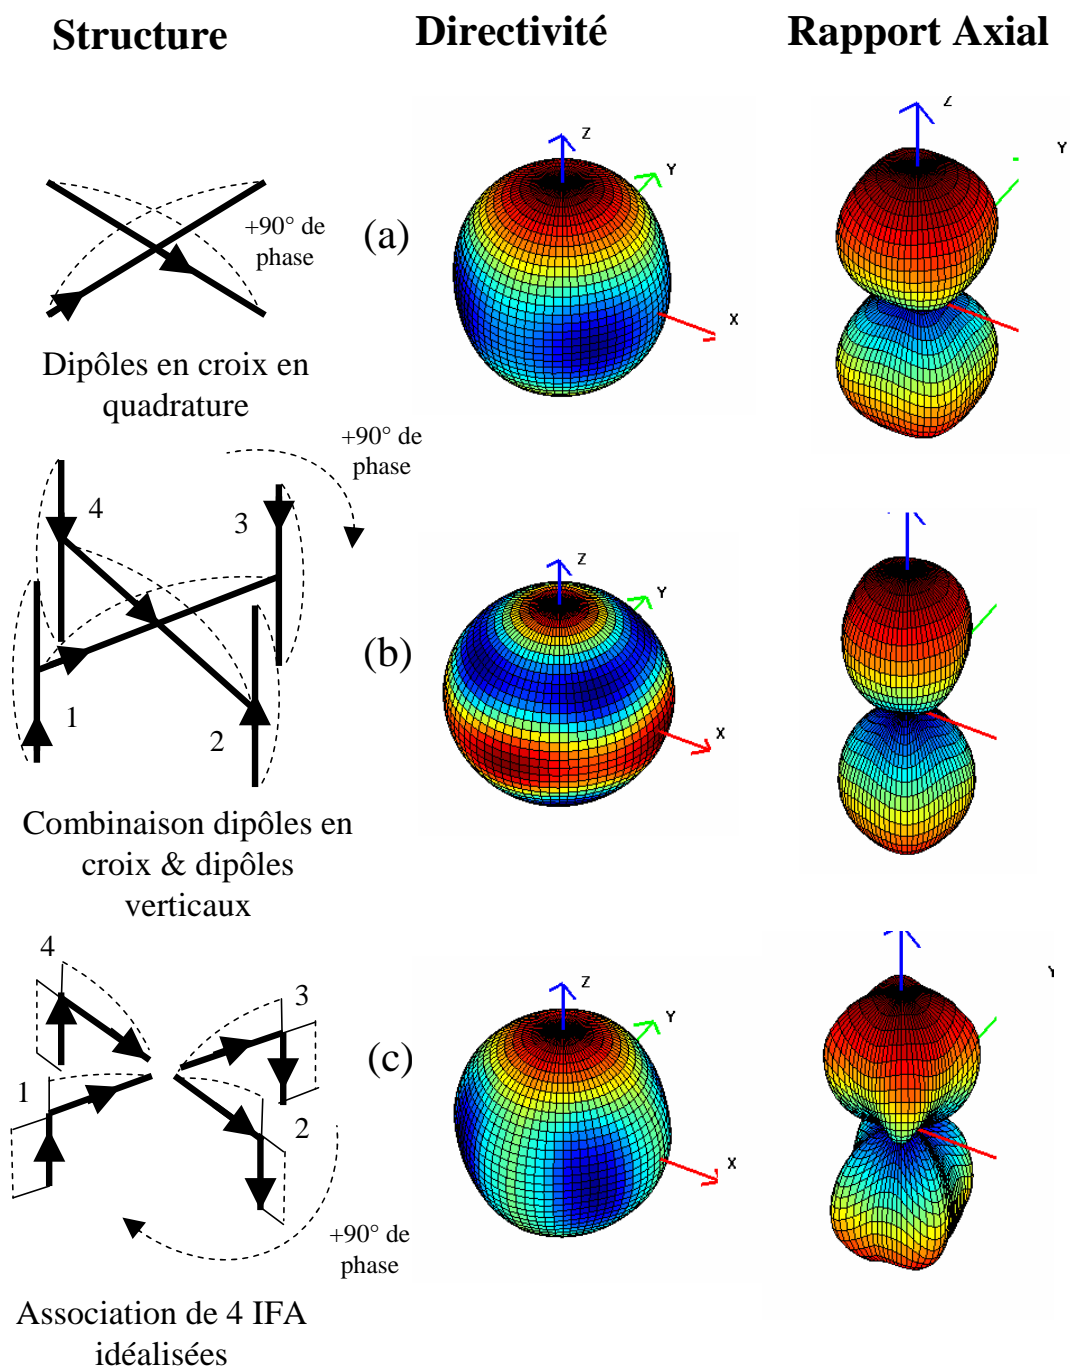 Structure
Directivité
Rapport Axial
+90° de
phase
(a)
Z
Y
X
Z
Y
Dipôles en croix en
quadrature
+90° de
phase
4
3
1
2
(b)
Z
Y
X
Combinaison dipôles en
croix & dipôles
verticaux
4
3
1
2
+90° de
phase
(c)
Z
Y
X
Y
Association de 4 IFA
idéalisées